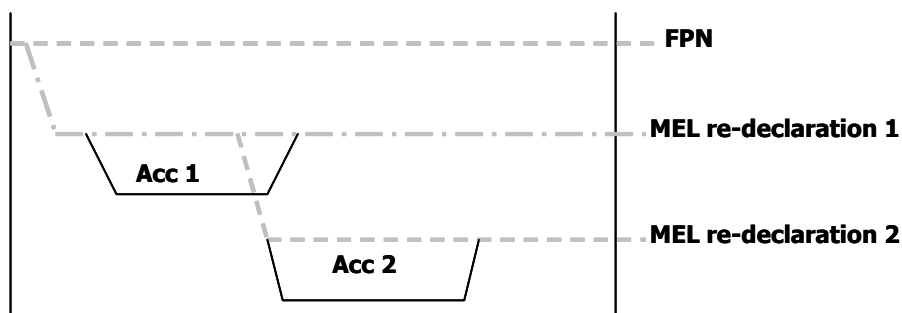 FPN
MEL re-declaration 1
Acc 1
MEL re-declaration 2
Acc 2